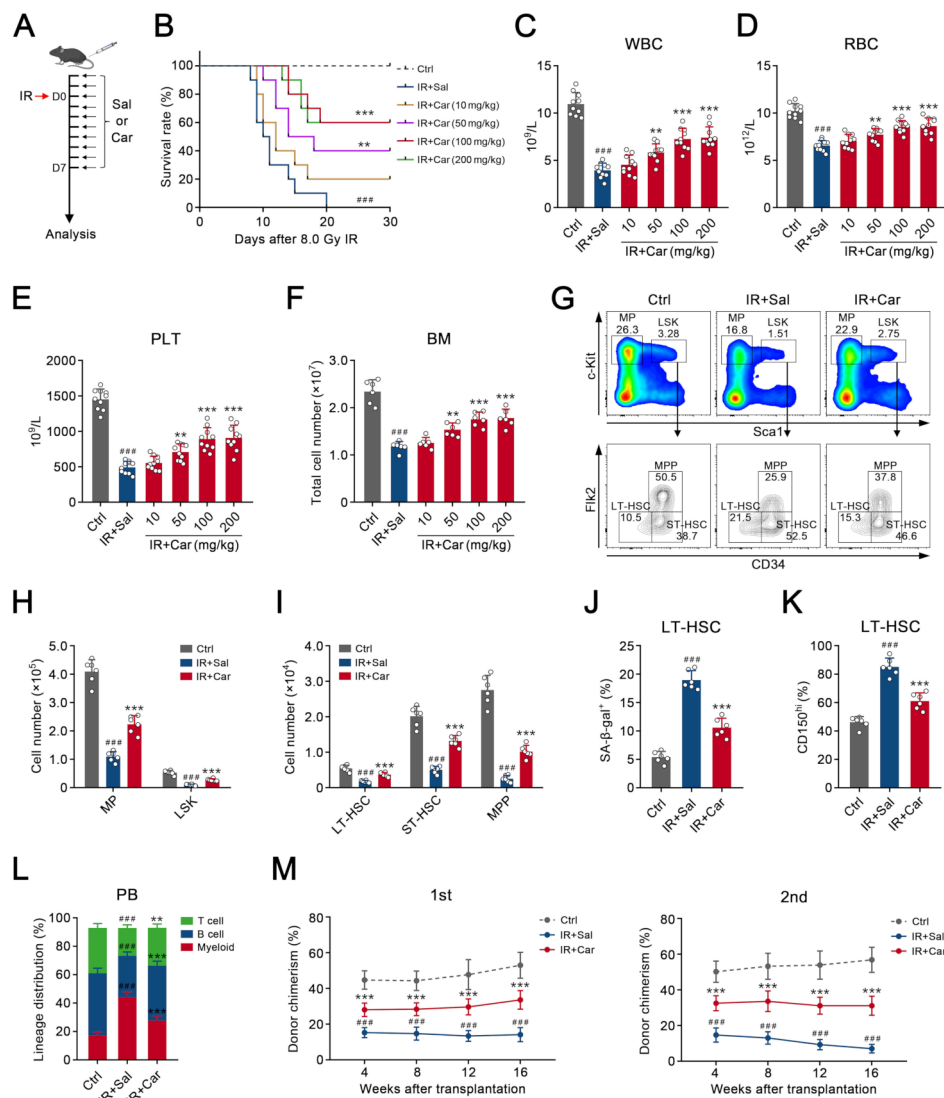 A
IR
D0
Sal
or
Car
D7
Analysis
B
Survival rate (%)
100
80
60
40
20
0
0
10
20
30
Days after 8.0 Gy IR
***
**
###
Ctrl
IR+Sal
IR+Car (10 mg/kg)
IR+Car (50 mg/kg)
IR+Car (100 mg/kg)
IR+Car (200 mg/kg)
C
WBC
10⁹/L
15
10
5
0
###
**
***
***
Ctrl
IR+Sal
10
50
100
200
IR+Car (mg/kg)
D
RBC
10¹²/L
15
10
5
0
###
**
***
***
Ctrl
IR+Sal
10
50
100
200
IR+Car (mg/kg)
E
PLT
10⁹/L
2000
1500
1000
500
0
###
**
***
***
Ctrl
IR+Sal
10
50
100
200
IR+Car (mg/kg)
F
BM
Total cell number (×10⁷)
3.0
2.0
1.0
0
###
**
***
***
Ctrl
IR+Sal
10
50
100
200
IR+Car (mg/kg)
G
Ctrl
IR+Sal
IR+Car
MP
26.3
LSK
3.28
MP
16.8
LSK
1.51
MP
22.9
LSK
2.75
c-Kit
Sca1
MPP
50.5
LT-HSC
10.5
ST-HSC
38.7
MPP
25.9
LT-HSC
21.5
ST-HSC
52.5
MPP
37.8
LT-HSC
15.3
ST-HSC
46.6
Flk2
CD34
H
Cell number (×10⁵)
5.0
4.0
3.0
2.0
1.0
0
Ctrl
IR+Sal
IR+Car
###
***
###
***
MP
LSK
I
Cell number (×10⁴)
4.0
3.0
2.0
1.0
0
Ctrl
IR+Sal
IR+Car
###
***
###
***
###
***
LT-HSC
ST-HSC
MPP
J
LT-HSC
SA-β-gal⁺ (%)
25
20
15
10
5
0
###
***
Ctrl
IR+Sal
IR+Car
K
LT-HSC
CD150ʰⁱ (%)
100
50
0
###
***
Ctrl
IR+Sal
IR+Car
L
PB
Lineage distribution (%)
100
80
60
40
20
0
###
###
###
**
***
***
T cell
B cell
Myeloid
Ctrl
IR+Sal
IR+Car
M
1st
Donor chimerism (%)
80
60
40
20
0
Ctrl
IR+Sal
IR+Car
***
***
***
***
###
###
###
###
4
8
12
16
Weeks after transplantation
2nd
Donor chimerism (%)
80
60
40
20
0
Ctrl
IR+Sal
IR+Car
***
***
***
***
###
###
###
###
4
8
12
16
Weeks after transplantation